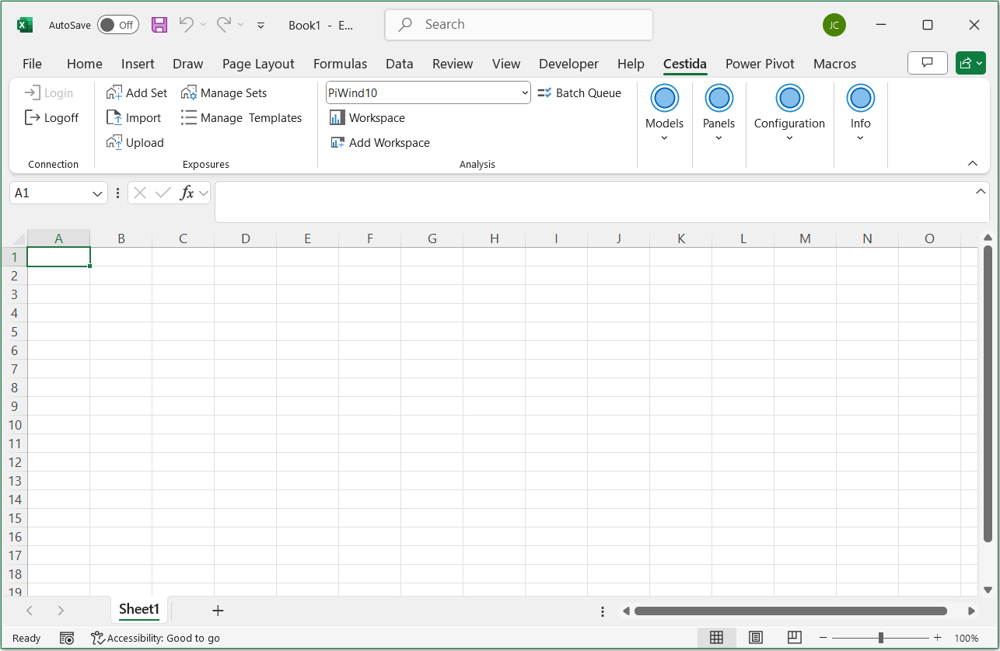 AutoSave Off Book1 - E... Search JC
File Home Insert Draw Page Layout Formulas Data Review View Developer Help Cestida Power Pivot Macros
Login Add Set Manage Sets PiWind10 Batch Queue
Logoff Import Manage Templates Workspace Models Panels Configuration Info
Upload Add Workspace
Connection Exposures Analysis
A1 fx
A B C D E F G H I J K L M N O
1
2
3
4
5
6
7
8
9
10
11
12
13
14
15
16
17
18
19
Sheet1
Ready Accessibility: Good to go 100%